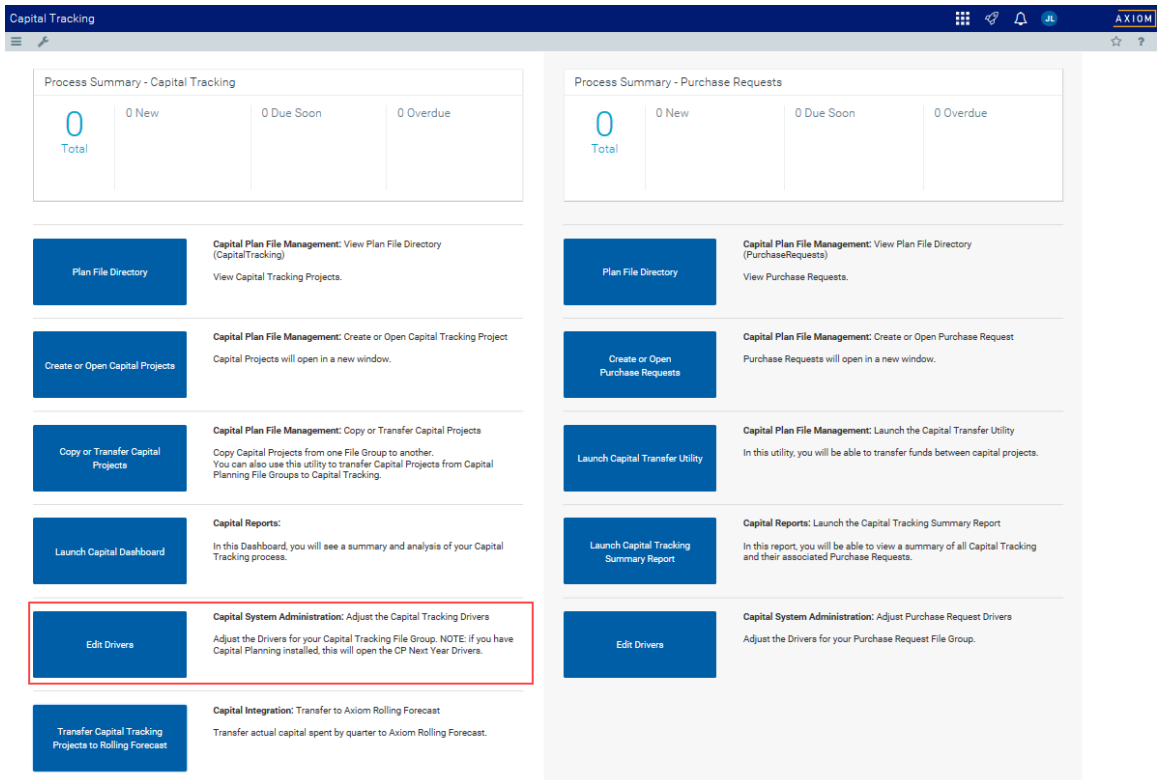 Capital Tracking
JL
AXIOM
?
Process Summary - Capital Tracking
0
Total
0 New
0 Due Soon
0 Overdue
Plan File Directory
Capital Plan File Management: View Plan File Directory
(CapitalTracking)
View Capital Tracking Projects.
Create or Open Capital Projects
Capital Plan File Management: Create or Open Capital Tracking Project
Capital Projects will open in a new window.
Copy or Transfer Capital
Projects
Capital Plan File Management: Copy or Transfer Capital Projects
Copy Capital Projects from one File Group to another.
You can also use this utility to transfer Capital Projects from Capital
Planning File Groups to Capital Tracking.
Launch Capital Dashboard
Capital Reports:
In this Dashboard, you will see a summary and analysis of your Capital
Tracking process.
Edit Drivers
Capital System Administration: Adjust the Capital Tracking Drivers
Adjust the Drivers for your Capital Tracking File Group. NOTE: if you have
Capital Planning installed, this will open the CP Next Year Drivers.
Transfer Capital Tracking
Projects to Rolling Forecast
Capital Integration: Transfer to Axiom Rolling Forecast
Transfer actual capital spent by quarter to Axiom Rolling Forecast.
Process Summary - Purchase Requests
0
Total
0 New
0 Due Soon
0 Overdue
Plan File Directory
Capital Plan File Management: View Plan File Directory
(PurchaseRequests)
View Purchase Requests.
Create or Open
Purchase Requests
Capital Plan File Management: Create or Open Purchase Request
Purchase Requests will open in a new window.
Launch Capital Transfer Utility
Capital Plan File Management: Launch the Capital Transfer Utility
In this utility, you will be able to transfer funds between capital projects.
Launch Capital Tracking
Summary Report
Capital Reports: Launch the Capital Tracking Summary Report
In this report, you will be able to view a summary of all Capital Tracking
and their associated Purchase Requests.
Edit Drivers
Capital System Administration: Adjust Purchase Request Drivers
Adjust the Drivers for your Purchase Request File Group.